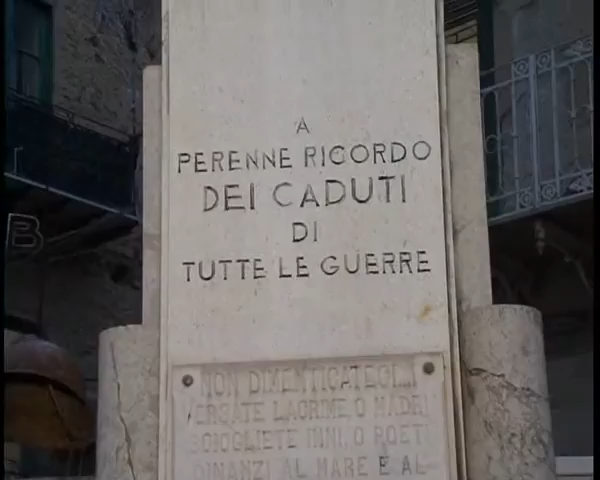 A
PERENNE RICORDO
DEI CADUTI
DI
TUTTE LE GUERRE
NON DIMENTICATEGLI
VERSATE LACRIME, O MADRI
SCIOGLIETE INNI, O POETI
DINANZI AL MARE E AL
B